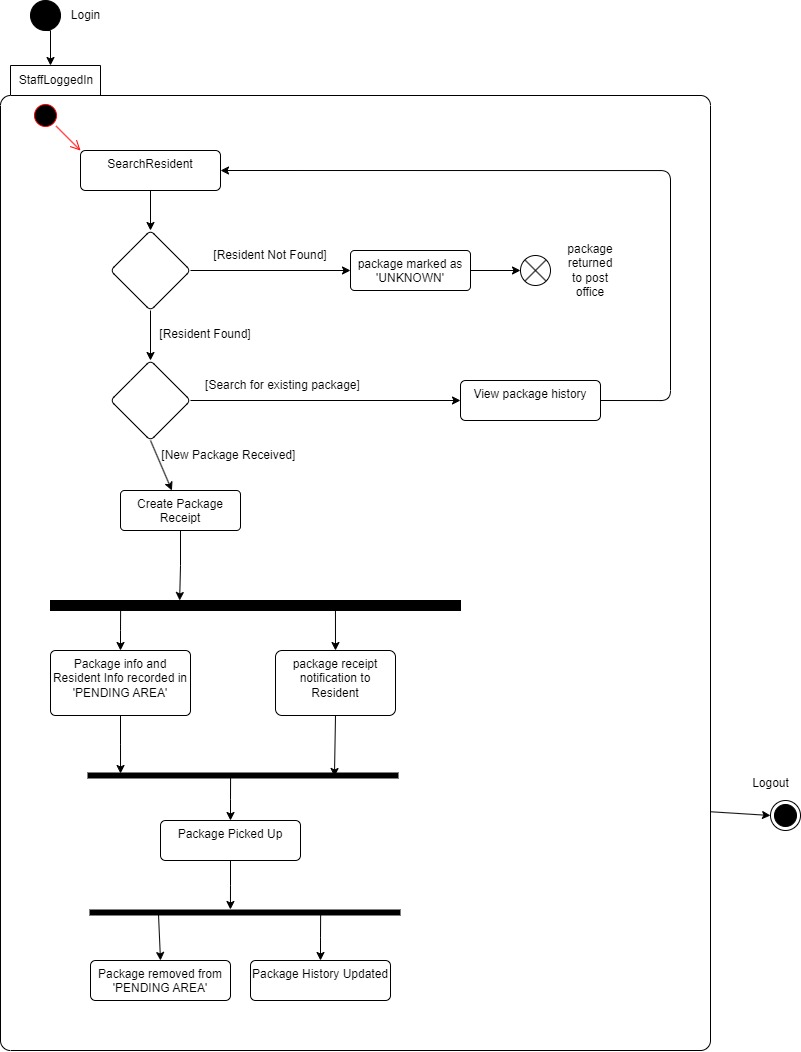 Login
StaffLoggedIn
SearchResident
[Resident Not Found]
package marked as
'UNKNOWN'
package
returned
to post
office
[Resident Found]
[Search for existing package]
View package history
[New Package Received]
Create Package
Receipt
Package info and
Resident Info recorded in
'PENDING AREA'
package receipt
notification to
Resident
Logout
Package Picked Up
Package removed from
'PENDING AREA'
Package History Updated